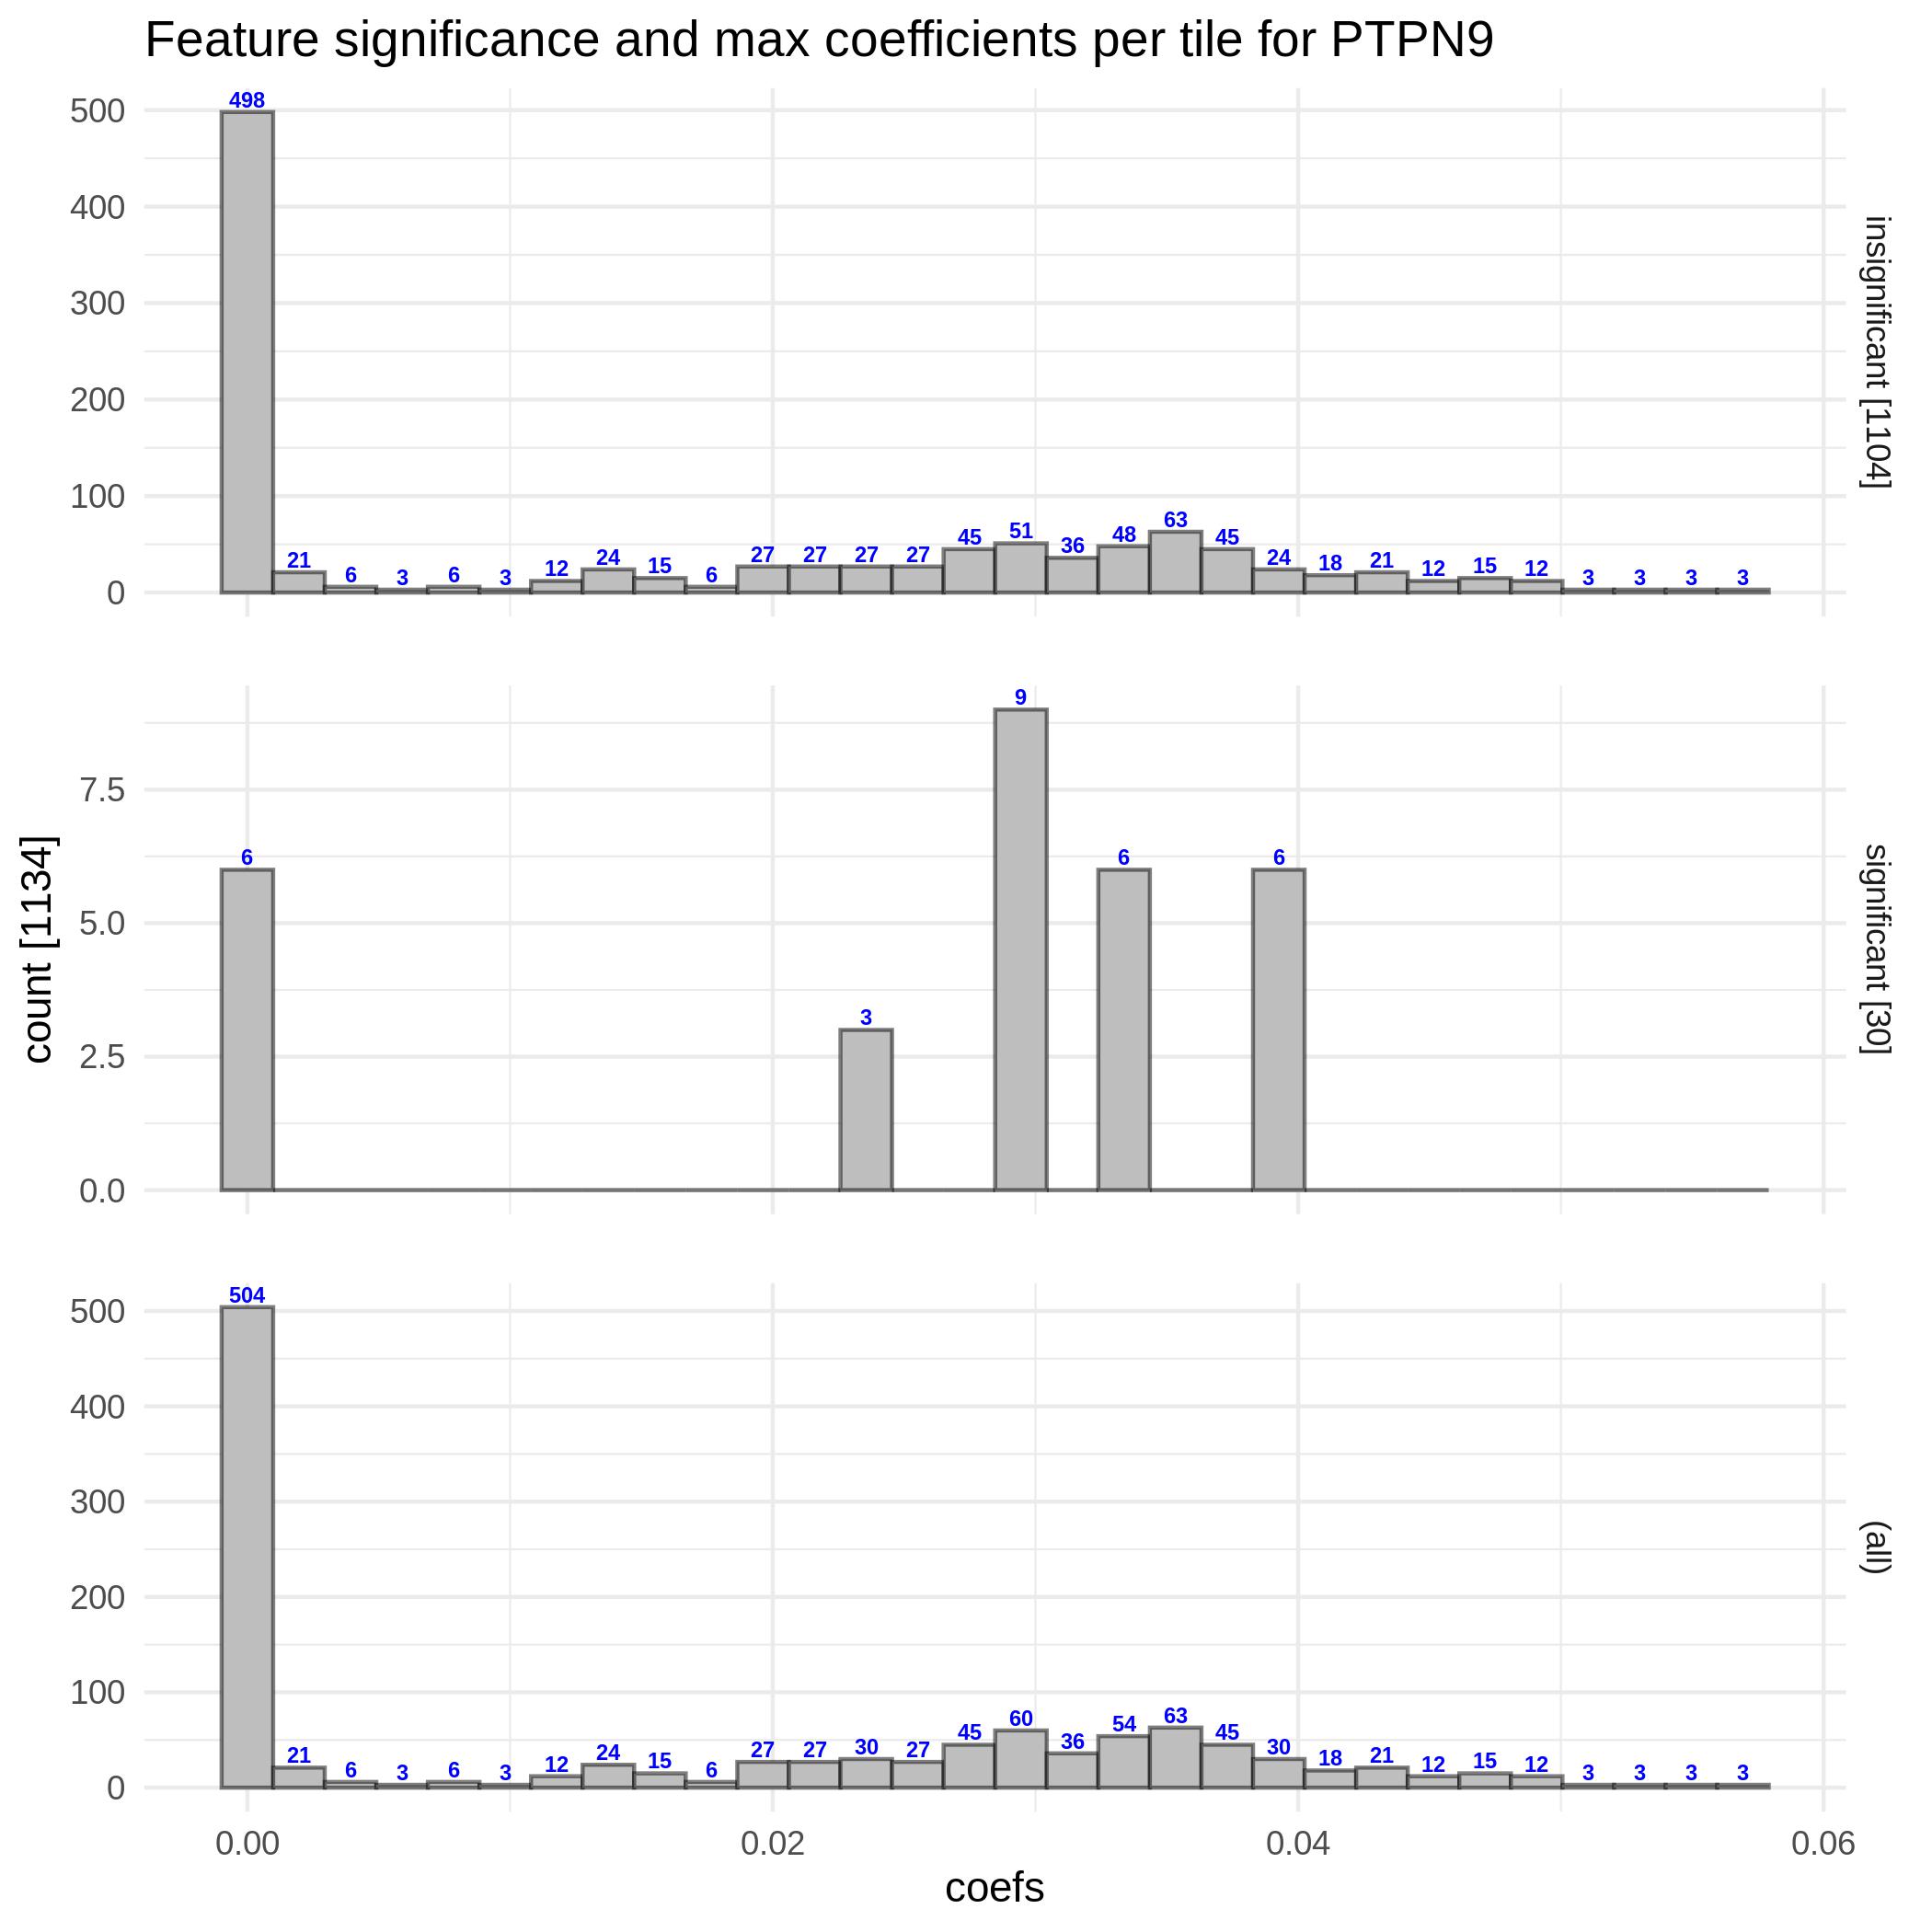 Feature significance and max coefficients per tile for PTPN9
498
500
400
300
200
100
0
21 6 3 6 3 12 24 15 6 27 27 27 27 45 51 36 48 63 45 24 18 21 12 15 12 3 3 3 3
insignificant [1104]
count [1134]
7.5
5.0
2.5
0.0
6 3 9 6 6
significant [30]
504
500
400
300
200
100
0
21 6 3 6 3 12 24 15 6 27 27 30 27 45 60 36 54 63 45 30 18 21 12 15 12 3 3 3 3
(all)
0.00 0.02 0.04 0.06
coefs